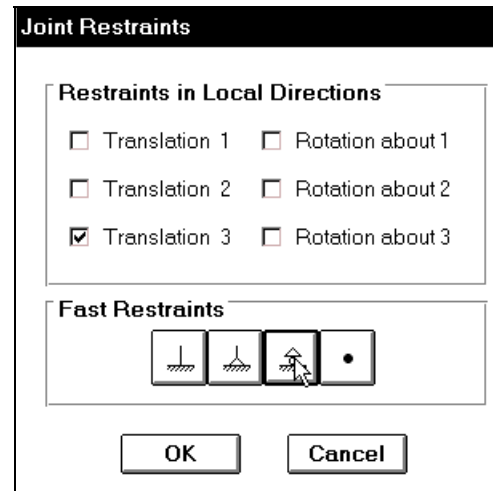 Joint Restraints
Restraints in Local Directions
Translation 1 Rotation about 1
Translation 2 Rotation about 2
Translation 3 Rotation about 3
Fast Restraints
OK Cancel